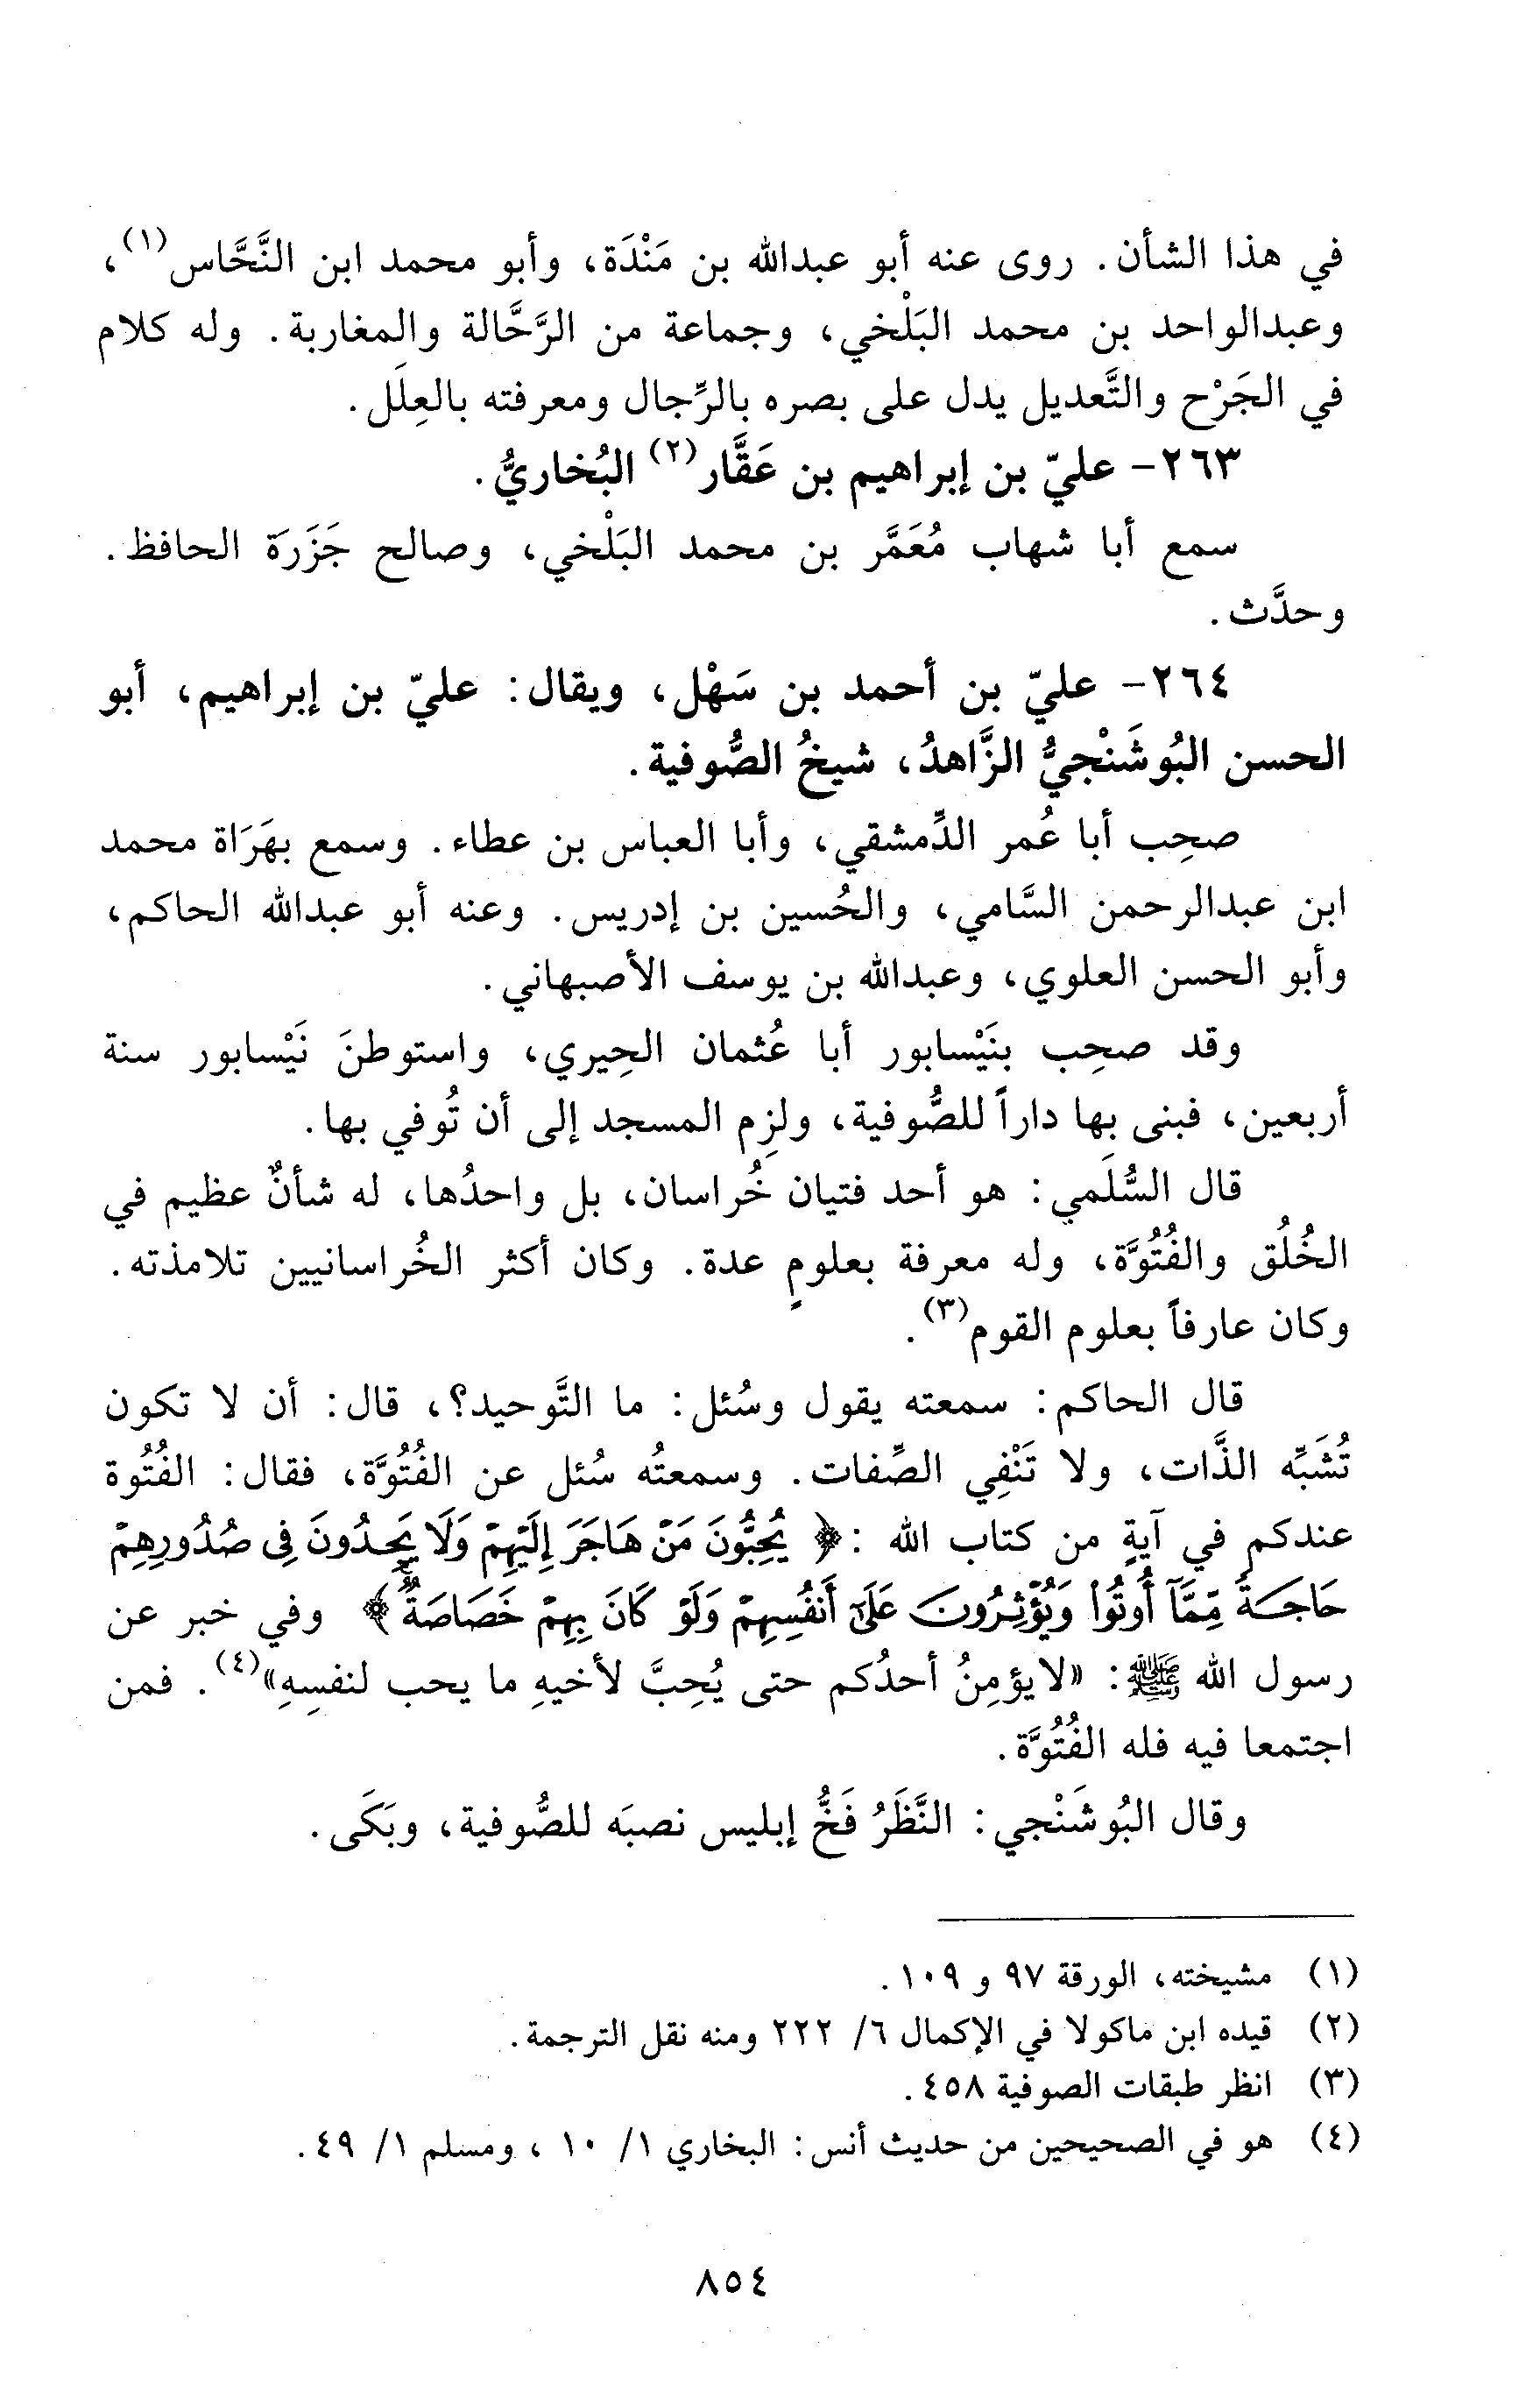 في هذا الشأن. روى عنه أبو عبدالله بن مَنْدَة، وأبو محمد ابن النَّحَّاس(١)،
وعبدالواحد بن محمد البَلْخي، وجماعة من الرَّحَّالة والمغاربة. وله كلام
في الجَرْح والتَّعديل يدل على بصره بالرِّجال ومعرفته بالعِلَل.
٢٦٣- عليّ بن إبراهيم بن عَقَّار(٢) البُخاريُّ.
سمع أبا شهاب مُعَمَّر بن محمد البَلْخي، وصالح جَزَرَة الحافظ.
وحدَّث.
٢٦٤- عليّ بن أحمد بن سَهْل، ويقال: عليّ بن إبراهيم، أبو
الحسن البُوشَنْجيُّ الزَّاهدُ، شيخُ الصُّوفية.
صحِب أبا عُمر الدِّمشقي، وأبا العباس بن عطاء. وسمع بهَرَاة محمد
ابن عبدالرحمن السَّامي، والحُسين بن إدريس. وعنه أبو عبدالله الحاكم،
وأبو الحسن العلوي، وعبدالله بن يوسف الأصبهاني.
وقد صحِب بنَيْسابور أبا عُثمان الحِيري، واستوطنَ نَيْسابور سنة
أربعين، فبنى بها داراً للصُّوفية، ولزِم المسجد إلى أن تُوفي بها.
قال السُّلَمي: هو أحد فتيان خُراسان، بل واحدُها، له شأنٌ عظيم في
الخُلُق والفُتُوَّة، وله معرفة بعلومٍ عدة. وكان أكثر الخُراسانيين تلامذته.
وكان عارفاً بعلوم القوم(٣).
قال الحاكم: سمعته يقول وسُئل: ما التَّوحيد؟، قال: أن لا تكون
تُشَبِّه الذَّات، ولا تَنْفِي الصِّفات. وسمعتُه سُئل عن الفُتُوَّة، فقال: الفُتُوة
عندكم في آيةٍ من كتاب الله: ﴿يُحِبُّونَ مَنْ هَاجَرَ إِلَيْهِمْ وَلَا يَجِدُونَ فِى صُدُورِهِمْ
حَاجَةً مِّمَّآ أُوتُوا۟ وَيُؤْثِرُونَ عَلَىٰٓ أَنفُسِهِمْ وَلَوْ كَانَ بِهِمْ خَصَاصَةٌ﴾ وفي خبر عن
رسول الله ﷺ: «لايؤمِنُ أحدُكم حتى يُحِبَّ لأخيهِ ما يحب لنفسِهِ»(٤). فمن
اجتمعا فيه فله الفُتُوَّة.
وقال البُوشَنْجي: النَّظَرُ فَخُّ إبليس نصبَه للصُّوفية، وبَكَى.
(١) مشيخته، الورقة ٩٧ و ١٠٩.
(٢) قيده ابن ماكولا في الإكمال ٦/ ٢٢٢ ومنه نقل الترجمة.
(٣) انظر طبقات الصوفية ٤٥٨.
(٤) هو في الصحيحين من حديث أنس: البخاري ١/ ١٠، ومسلم ١/ ٤٩.
٨٥٤